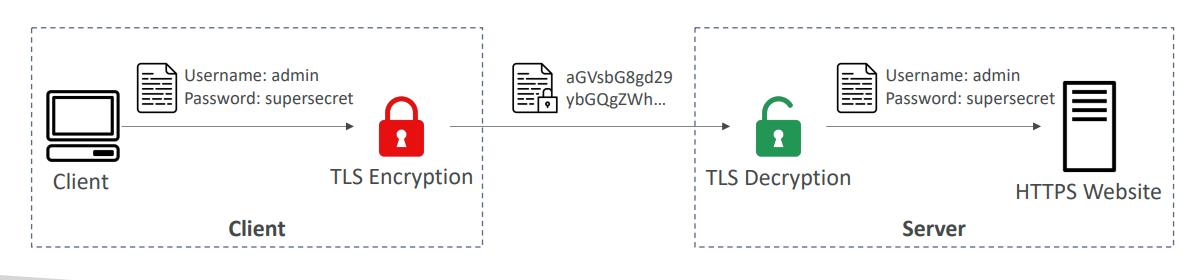 Username: admin
Password: supersecret
Client
TLS Encryption
Client
aGVsbG8gd29
ybGQgZWh...
Username: admin
Password: supersecret
TLS Decryption
HTTPS Website
Server